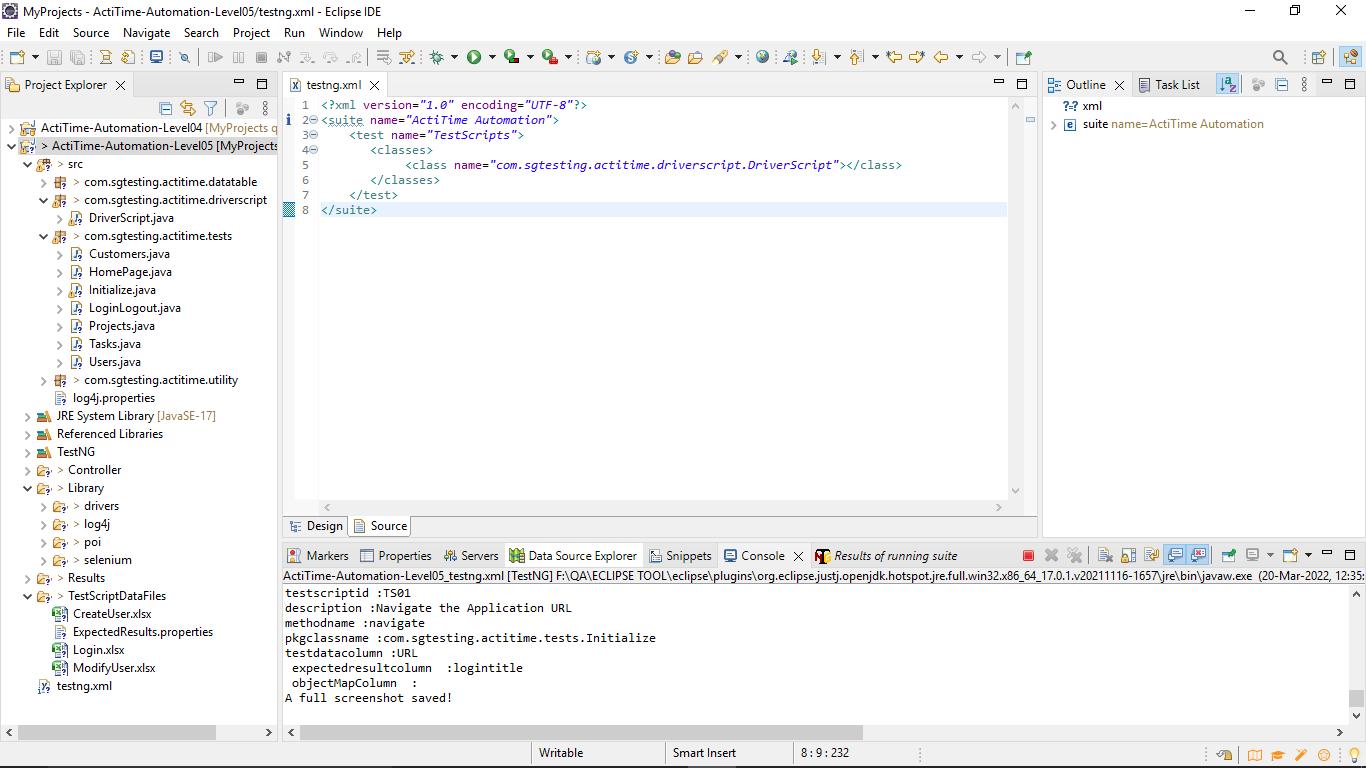 MyProjects - ActiTime-Automation-Level05/testng.xml - Eclipse IDE
File Edit Source Navigate Search Project Run Window Help
Project Explorer
ActiTime-Automation-Level04 [MyProjects q
> ActiTime-Automation-Level05 [MyProjects
> src
> com.sgtesting.actitime.datatable
> com.sgtesting.actitime.driverscript
DriverScript.java
> com.sgtesting.actitime.tests
Customers.java
HomePage.java
Initialize.java
LoginLogout.java
Projects.java
Tasks.java
Users.java
> com.sgtesting.actitime.utility
log4j.properties
JRE System Library [JavaSE-17]
Referenced Libraries
TestNG
> Controller
> Library
> drivers
> log4j
> poi
> selenium
> Results
> TestScriptDataFiles
CreateUser.xlsx
ExpectedResults.properties
Login.xlsx
ModifyUser.xlsx
testng.xml
testng.xml
1 <?xml version="1.0" encoding="UTF-8"?>
2 <suite name="ActiTime Automation">
3 <test name="TestScripts">
4 <classes>
5 <class name="com.sgtesting.actitime.driverscript.DriverScript"></class>
6 </classes>
7 </test>
8 </suite>
Design Source
Outline Task List
?-? xml
suite name=ActiTime Automation
Markers Properties Servers Data Source Explorer Snippets Console Results of running suite
ActiTime-Automation-Level05_testng.xml [TestNG] F:\QA\ECLIPSE TOOL\eclipse\plugins\org.eclipse.justj.openjdk.hotspot.jre.full.win32.x86_64_17.0.1.v20211116-1657\jre\bin\javaw.exe (20-Mar-2022, 12:35:
testscriptid :TS01
description :Navigate the Application URL
methodname :navigate
pkgclassname :com.sgtesting.actitime.tests.Initialize
testdatacolumn :URL
expectedresultcolumn :logintitle
objectMapColumn :
A full screenshot saved!
Writable Smart Insert 8 : 9 : 232